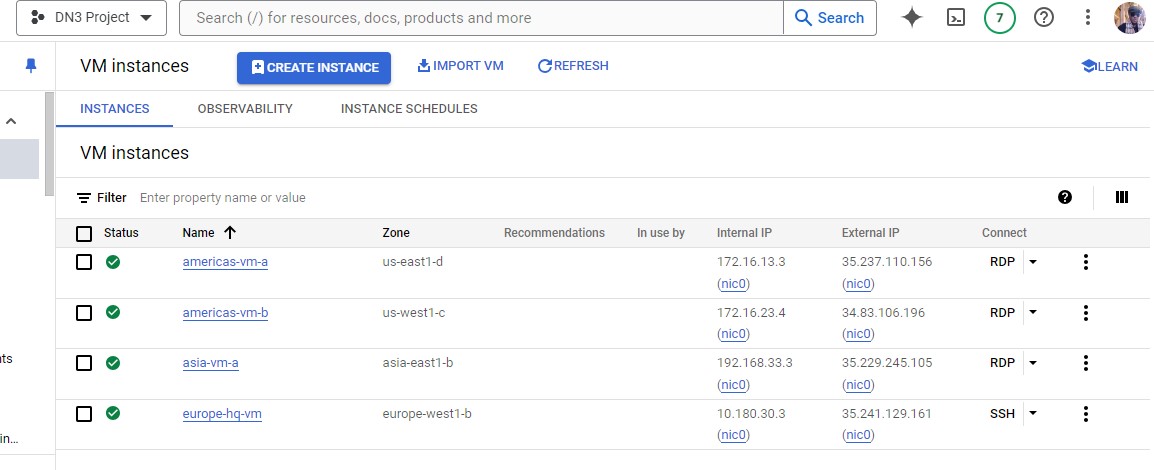 DN3 Project
Search (/) for resources, docs, products and more
Search
7
VM instances
CREATE INSTANCE
IMPORT VM
REFRESH
LEARN
INSTANCES OBSERVABILITY INSTANCE SCHEDULES
VM instances
Filter Enter property name or value
Status Name Zone Recommendations In use by Internal IP External IP Connect
americas-vm-a us-east1-d 172.16.13.3 35.237.110.156 RDP
(nic0) (nic0)
americas-vm-b us-west1-c 172.16.23.4 34.83.106.196 RDP
(nic0) (nic0)
asia-vm-a asia-east1-b 192.168.33.3 35.229.245.105 RDP
nts
(nic0) (nic0)
europe-hq-vm europe-west1-b 10.180.30.3 35.241.129.161 SSH
(nic0) (nic0)
in...